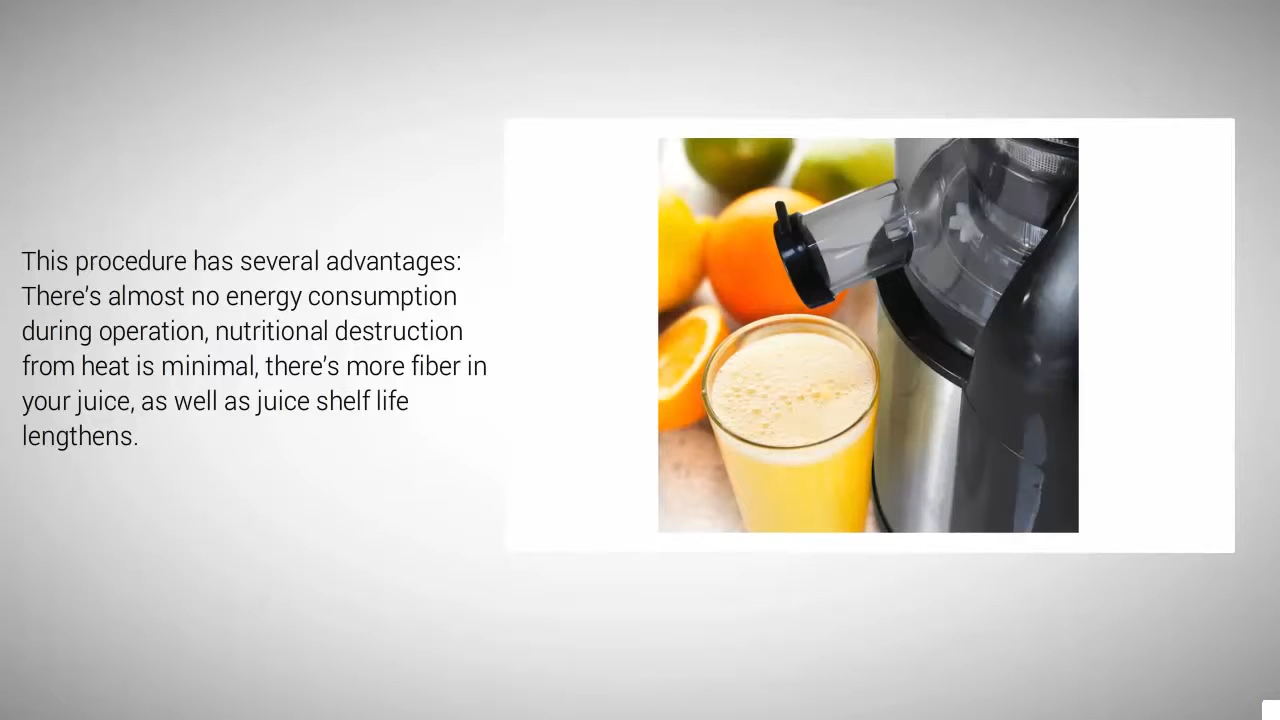 This procedure has several advantages:
There's almost no energy consumption
during operation, nutritional destruction
from heat is minimal, there's more fiber in
your juice, as well as juice shelf life
lengthens.